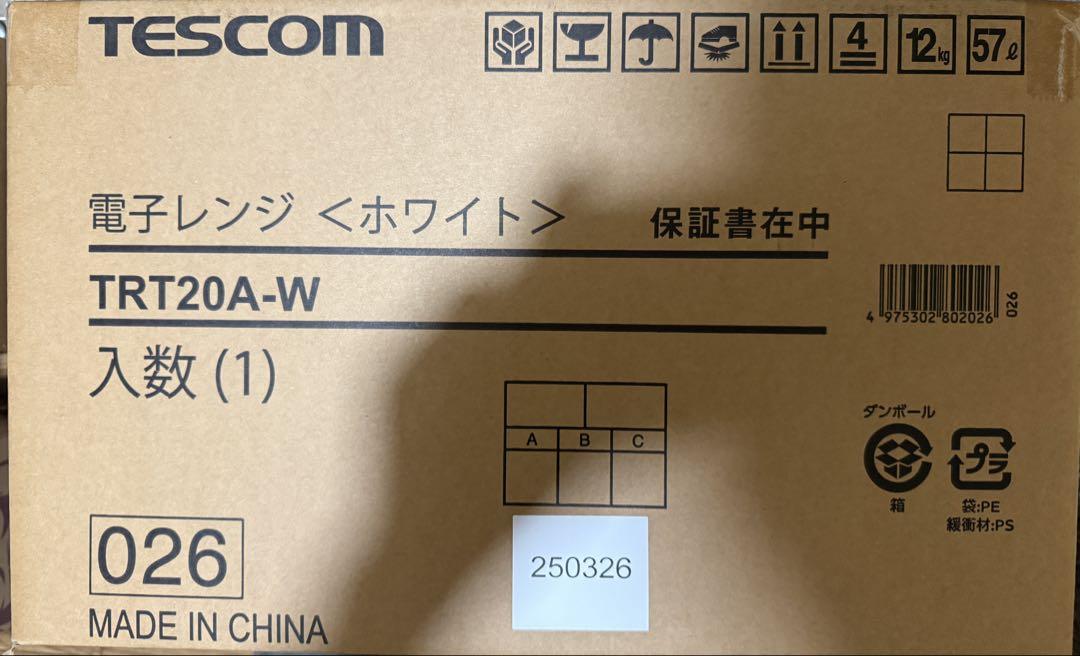 TESCOM
4
12kg
57ℓ
電子レンジ <ホワイト>
保証書在中
TRT20A-W
4 975302 802026
026
入数 (1)
A B C
ダンボール
プラ
箱
袋:PE
緩衝材:PS
026
250326
MADE IN CHINA